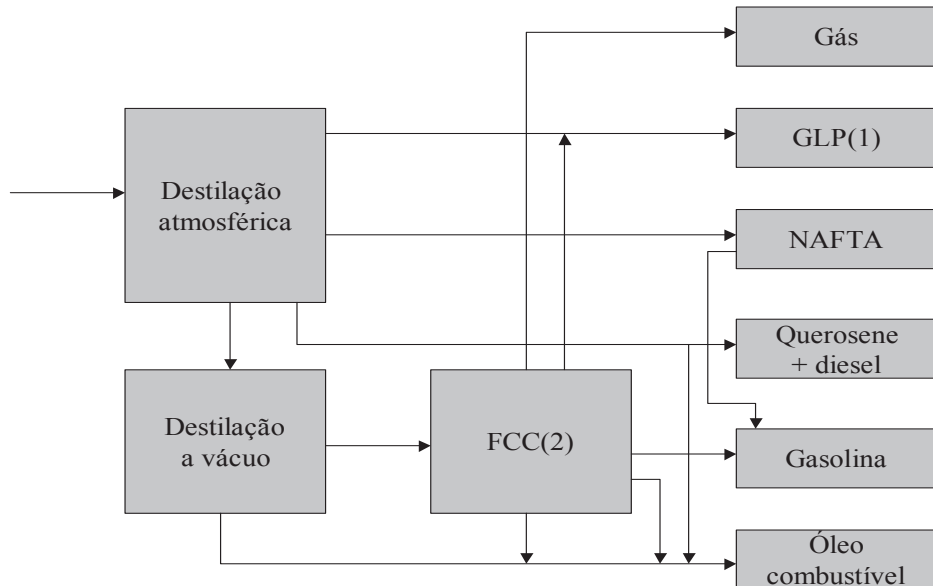 Gás
GLP(1)
Destilação
atmosférica
NAFTA
Querosene
+ diesel
Destilação
a vácuo
FCC(2)
Gasolina
Óleo
combustível